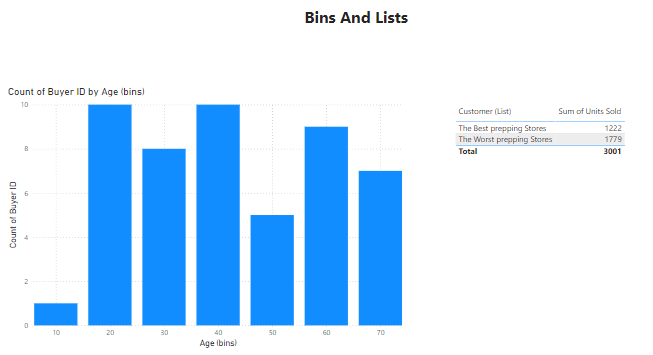 Bins And Lists
Count of Buyer ID by Age (bins)
Count of Buyer ID
10
8
6
4
2
0
10 20 30 40 50 60 70
Age (bins)
Customer (List) Sum of Units Sold
The Best prepping Stores 1222
The Worst prepping Stores 1779
Total 3001